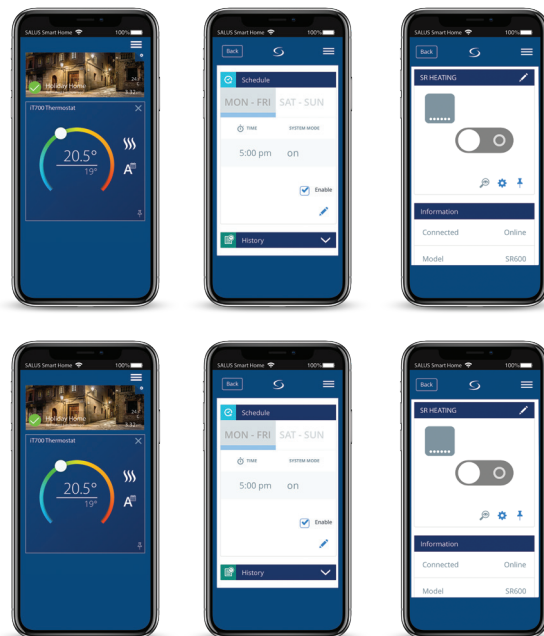 SALUS Smart Home 100%
Holiday Home
iT700 Thermostat
20.5°
19°
A
SALUS Smart Home 100%
Back
Schedule
MON - FRI SAT - SUN
TIME SYSTEM MODE
5:00 pm on
Enable
History
SALUS Smart Home 100%
Back
SR HEATING
Information
Connected Online
Model SR600
SALUS Smart Home 100%
Holiday Home
iT700 Thermostat
20.5°
19°
A
SALUS Smart Home 100%
Back
Schedule
MON - FRI SAT - SUN
TIME SYSTEM MODE
5:00 pm on
Enable
History
SALUS Smart Home 100%
Back
SR HEATING
Information
Connected Online
Model SR600